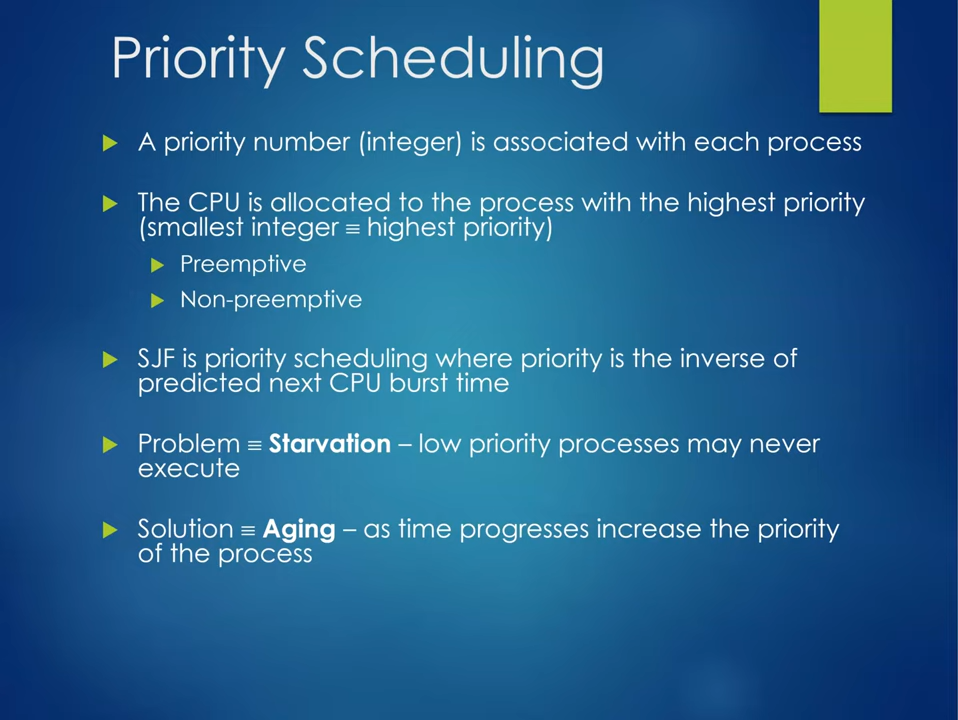 Priority Scheduling
A priority number (integer) is associated with each process
The CPU is allocated to the process with the highest priority
(smallest integer ≡ highest priority)
Preemptive
Non-preemptive
SJF is priority scheduling where priority is the inverse of
predicted next CPU burst time
Problem ≡ Starvation – low priority processes may never
execute
Solution ≡ Aging – as time progresses increase the priority
of the process